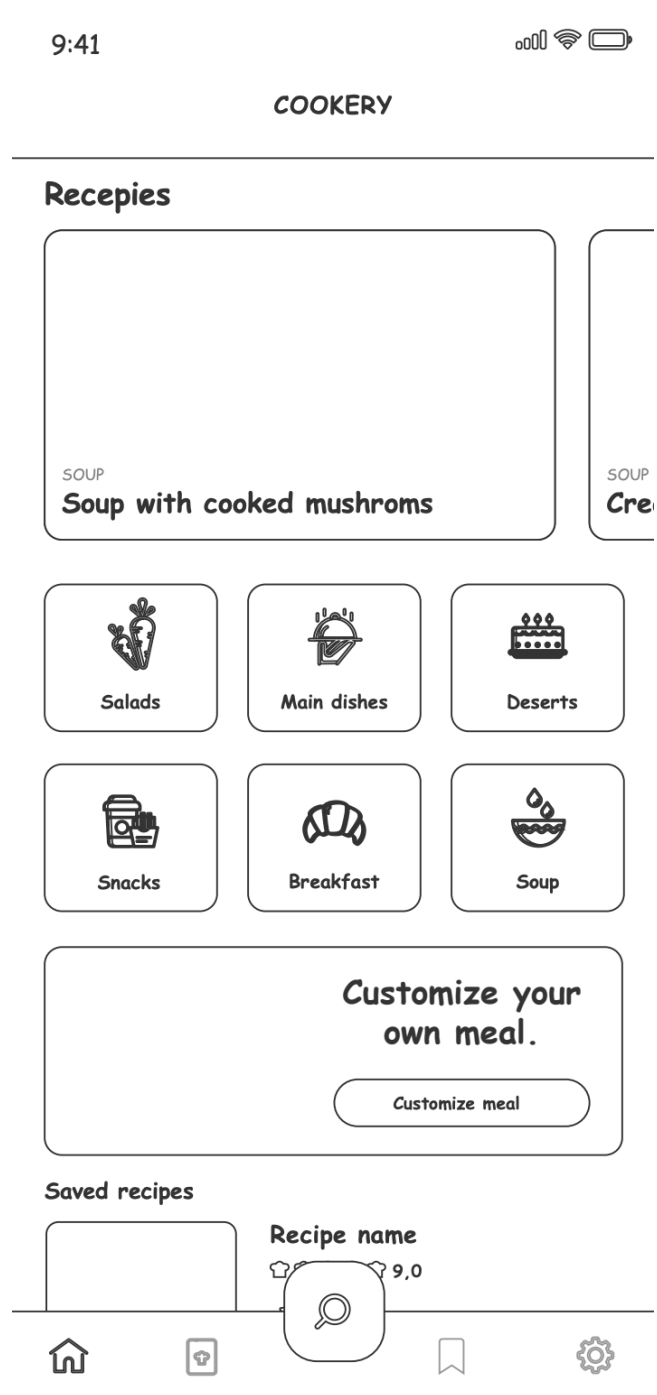 9:41
COOKERY
Recepies
SOUP
Soup with cooked mushroms
SOUP
Cre
Salads
Main dishes
Deserts
Snacks
Breakfast
Soup
Customize your
own meal.
Customize meal
Saved recipes
Recipe name
9,0